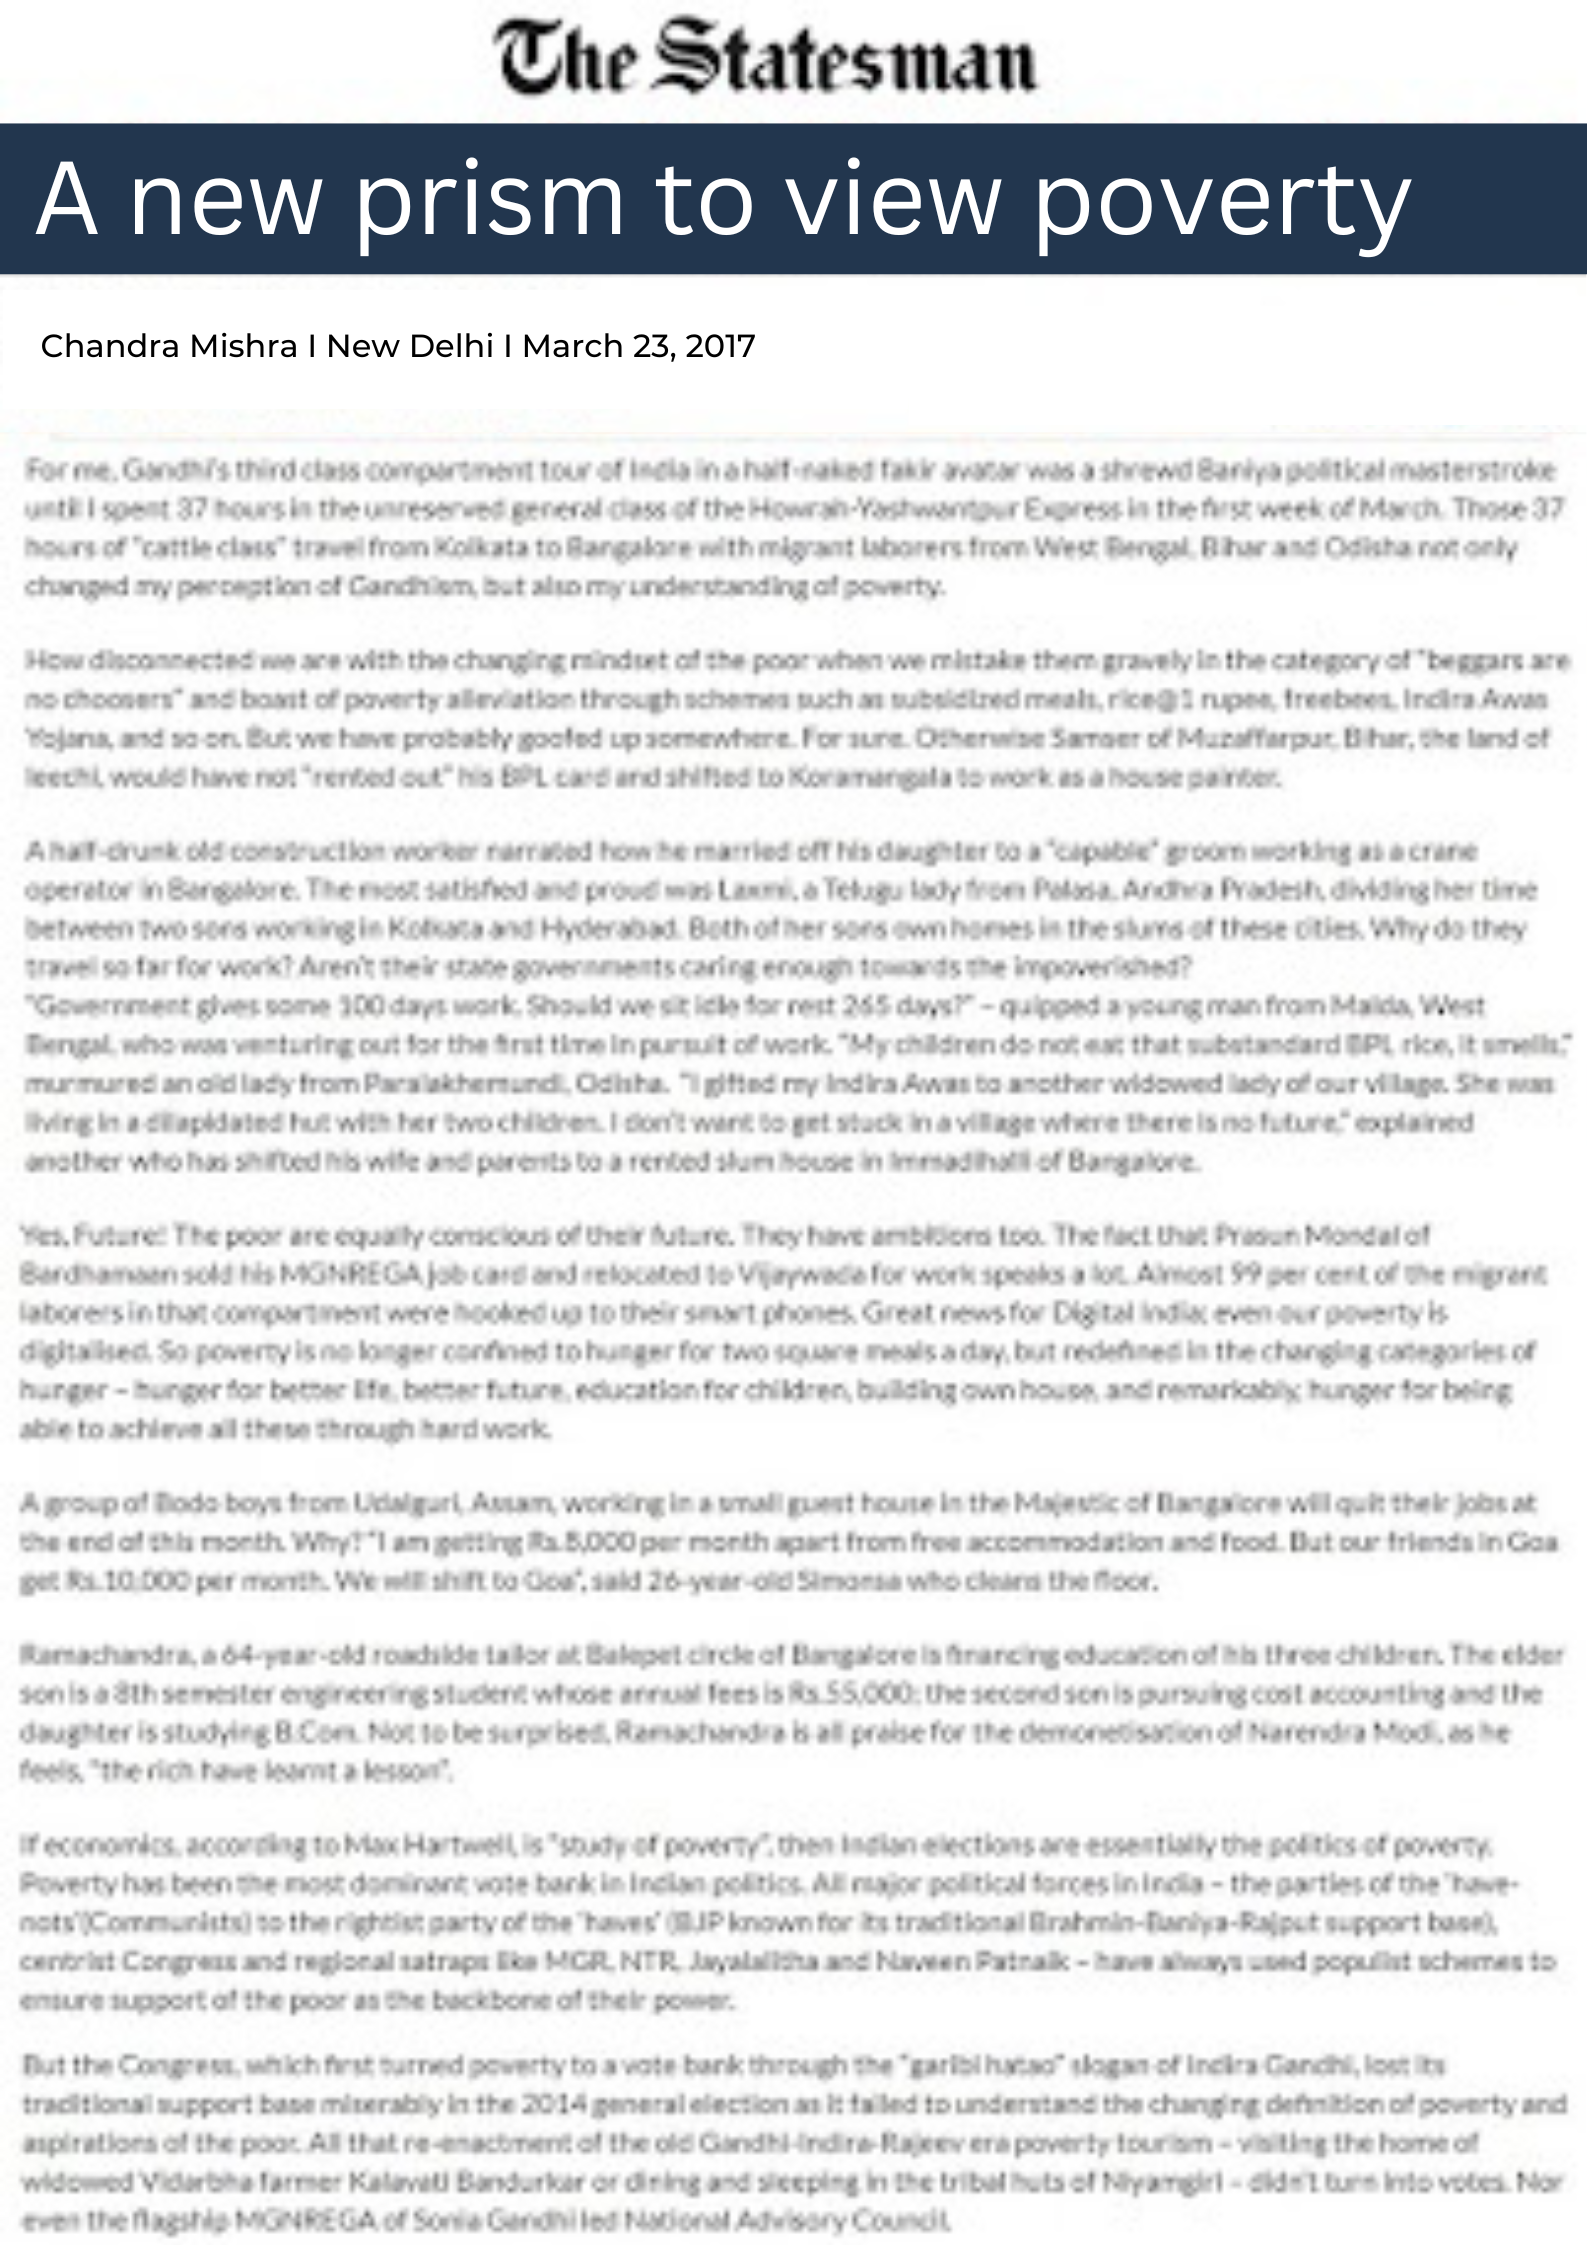 The Statesman
A new prism to view poverty
Chandra Mishra I New Delhi I March 23, 2017
For me, Gandhi's third class compartment tour of India in a half-naked fakir avatar was a shrewd Baniya political masterstroke
until I spent 37 hours in the unreserved general class of the Howrah-Yashwantpur Express in the first week of March. Those 37
hours of "cattle class" travel from Kolkata to Bangalore with migrant laborers from West Bengal, Bihar and Odisha not only
changed my perception of Gandhism, but also my understanding of poverty.
How disconnected we are with the changing mindset of the poor when we mistake them gravely in the category of "beggars are
no choosers" and boast of poverty alleviation through schemes such as subsidized meals, rice@1 rupee, freebees, Indira Awas
Yojana, and so on. But we have probably goofed up somewhere. For sure. Otherwise Samser of Muzaffarpur, Bihar, the land of
leechi, would have not "rented out" his BPL card and shifted to Koramangala to work as a house painter.
A half-drunk old construction worker narrated how he married off his daughter to a "capable" groom working as a crane
operator in Bangalore. The most satisfied and proud was Laxmi, a Telugu lady from Palasa, Andhra Pradesh, dividing her time
between two sons working in Kolkata and Hyderabad. Both of her sons own homes in the slums of these cities. Why do they
travel so far for work? Aren't their state governments caring enough towards the impoverished?
"Government gives some 100 days work. Should we sit idle for rest 265 days?" – quipped a young man from Malda, West
Bengal, who was venturing out for the first time in pursuit of work. "My children do not eat that substandard BPL rice, it smells,"
murmured an old lady from Paralakhemundi, Odisha. "I gifted my Indira Awas to another widowed lady of our village. She was
living in a dilapidated hut with her two children. I don't want to get stuck in a village where there is no future," explained
another who has shifted his wife and parents to a rented slum house in Immadihalli of Bangalore.
Yes, Future! The poor are equally conscious of their future. They have ambitions too. The fact that Prasun Mondal of
Bardhamaan sold his MGNREGA job card and relocated to Vijaywada for work speaks a lot. Almost 99 per cent of the migrant
laborers in that compartment were hooked up to their smart phones. Great news for Digital India; even our poverty is
digitalised. So poverty is no longer confined to hunger for two square meals a day, but redefined in the changing categories of
hunger – hunger for better life, better future, education for children, building own house, and remarkably, hunger for being
able to achieve all these through hard work.
A group of Bodo boys from Udalguri, Assam, working in a small guest house in the Majestic of Bangalore will quit their jobs at
the end of this month. Why? "I am getting Rs.8,000 per month apart from free accommodation and food. But our friends in Goa
get Rs.10,000 per month. We will shift to Goa", said 26-year-old Simonsa who cleans the floor.
Ramachandra, a 64-year-old roadside tailor at Balepet circle of Bangalore is financing education of his three children. The elder
son is a 8th semester engineering student whose annual fees is Rs.55,000; the second son is pursuing cost accounting and the
daughter is studying B.Com. Not to be surprised, Ramachandra is all praise for the demonetisation of Narendra Modi, as he
feels, "the rich have learnt a lesson".
If economics, according to Max Hartwell, is "study of poverty", then Indian elections are essentially the politics of poverty.
Poverty has been the most dominant vote bank in Indian politics. All major political forces in India – the parties of the 'have-
nots'(Communists) to the rightist party of the 'haves' (BJP known for its traditional Brahmin-Baniya-Rajput support base),
centrist Congress and regional satraps like MGR, NTR, Jayalalitha and Naveen Patnaik – have always used populist schemes to
ensure support of the poor as the backbone of their power.
But the Congress, which first turned poverty to a vote bank through the "garibi hatao" slogan of Indira Gandhi, lost its
traditional support base miserably in the 2014 general election as it failed to understand the changing definition of poverty and
aspirations of the poor. All that re-enactment of the old Gandhi-Indira-Rajeev era poverty tourism – visiting the home of
widowed Vidarbha farmer Kalavati Bandurkar or dining and sleeping in the tribal huts of Niyamgiri – didn't turn into votes. Nor
even the flagship MGNREGA of Sonia Gandhi led National Advisory Council.